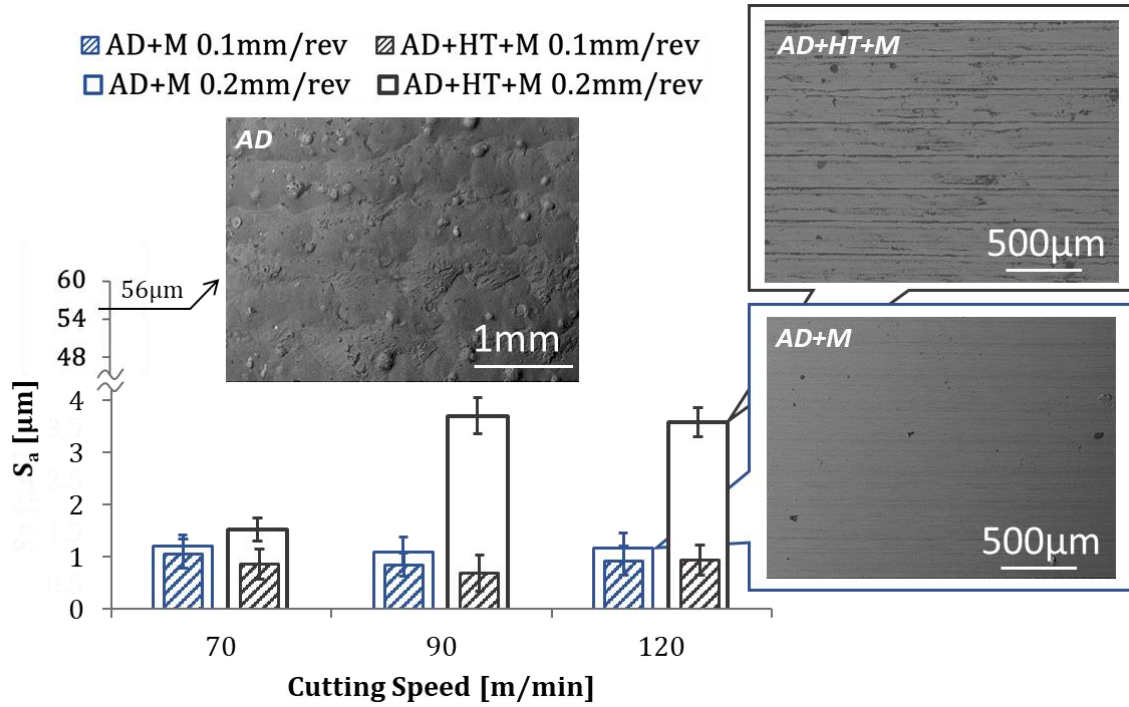 AD+M 0.1mm/rev AD+HT+M 0.1mm/rev
AD+M 0.2mm/rev AD+HT+M 0.2mm/rev
AD
1mm
AD+HT+M
500µm
AD+M
500µm
56µm
60
54
48
4
3
2
1
0
Sa [µm]
70 90 120
Cutting Speed [m/min]